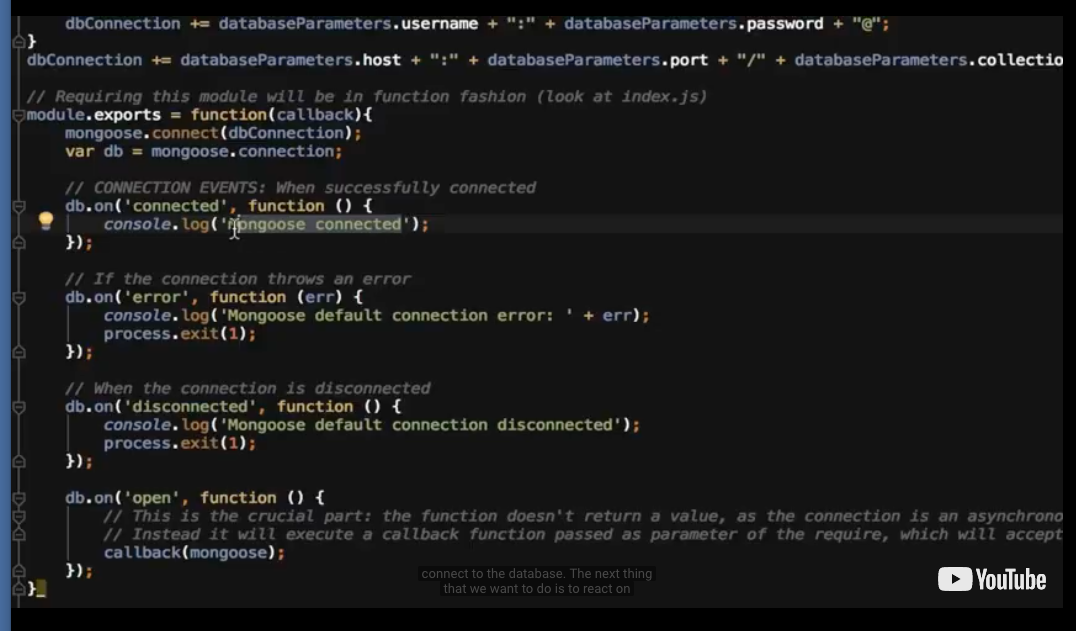 dbConnection += databaseParameters.username + ":" + databaseParameters.password + "@";
}
dbConnection += databaseParameters.host + ":" + databaseParameters.port + "/" + databaseParameters.collectio
// Requiring this module will be in function fashion (look at index.js)
module.exports = function(callback){
mongoose.connect(dbConnection);
var db = mongoose.connection;
// CONNECTION EVENTS: When successfully connected
db.on('connected', function () {
console.log('Mongoose connected');
});
// If the connection throws an error
db.on('error', function (err) {
console.log('Mongoose default connection error: ' + err);
process.exit(1);
});
// When the connection is disconnected
db.on('disconnected', function () {
console.log('Mongoose default connection disconnected');
process.exit(1);
});
db.on('open', function () {
// This is the crucial part: the function doesn't return a value, as the connection is an asynchrono
// Instead it will execute a callback function passed as parameter of the require, which will accept
callback(mongoose);
});
}
connect to the database. The next thing
that we want to do is to react on
YouTube